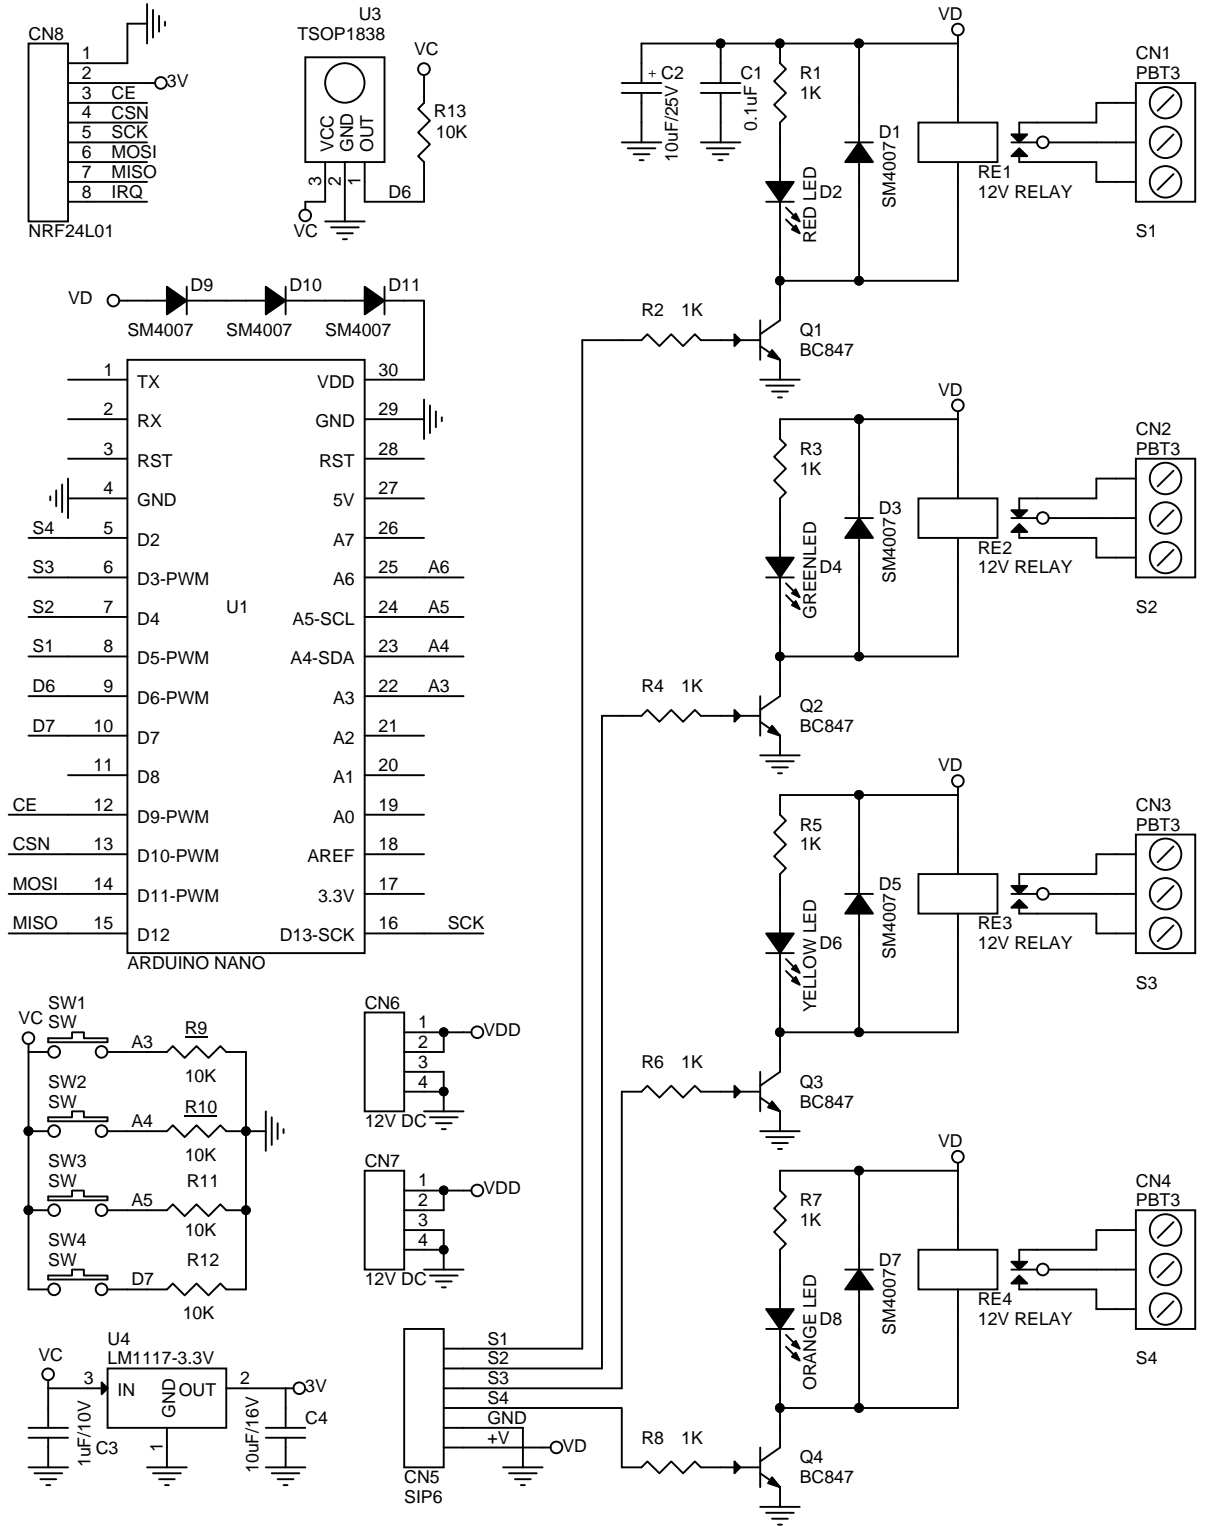 CN8
1
2
3V
3 CE
4 CSN
5 SCK
6 MOSI
7 MISO
8 IRQ
NRF24L01
U3
TSOP1838
VC
VCC
GND
OUT
R13
10K
3
2
1
D6
VC
VD
D9
D10
D11
SM4007
SM4007
SM4007
1 TX
2 RX
3 RST
4 GND
S4 5 D2
S3 6 D3-PWM
S2 7 D4
S1 8 D5-PWM
D6 9 D6-PWM
D7 10 D7
11 D8
CE 12 D9-PWM
CSN 13 D10-PWM
MOSI 14 D11-PWM
MISO 15 D12
U1
VDD 30
GND 29
RST 28
5V 27
A7 26
A6 25 A6
A5-SCL 24 A5
A4-SDA 23 A4
A3 22 A3
A2 21
A1 20
A0 19
AREF 18
3.3V 17
D13-SCK 16 SCK
ARDUINO NANO
VC
SW1
SW
A3
R9
10K
SW2
SW
A4
R10
10K
SW3
SW
A5
R11
10K
SW4
SW
D7
R12
10K
CN6
1
2
3
4
VDD
12V DC
CN7
1
2
3
4
VDD
12V DC
VC
U4
LM1117-3.3V
3
IN
OUT
GND
2
1
3V
1uF/10V
C3
10uF/16V
C4
S1
S2
S3
S4
GND
+V
VD
CN5
SIP6
VD
+ C2
10uF/25V
C1
0.1uF
R1
1K
D2
RED LED
D1
SM4007
RE1
12V RELAY
CN1
PBT3
S1
R2 1K
Q1
BC847
VD
R3
1K
D4
GREENLED
D3
SM4007
RE2
12V RELAY
CN2
PBT3
S2
R4 1K
Q2
BC847
VD
R5
1K
D6
YELLOW LED
D5
SM4007
RE3
12V RELAY
CN3
PBT3
S3
R6 1K
Q3
BC847
VD
R7
1K
D8
ORANGE LED
D7
SM4007
RE4
12V RELAY
CN4
PBT3
S4
R8 1K
Q4
BC847